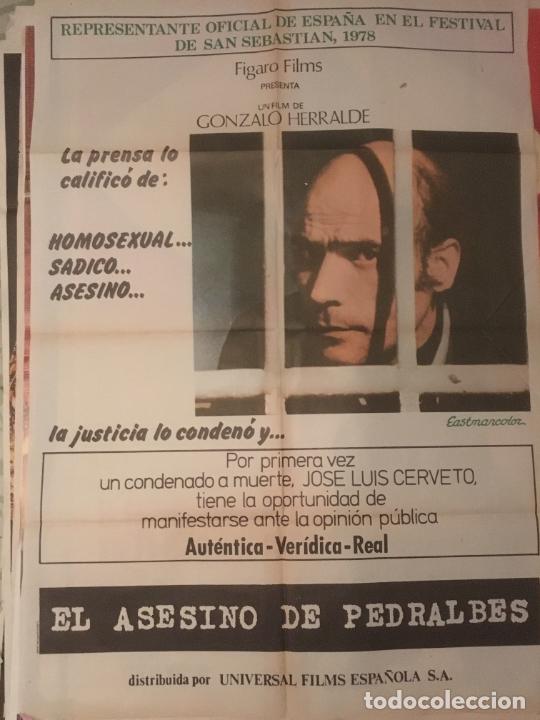 REPRESENTANTE OFICIAL DE ESPAÑA EN EL FESTIVAL
DE SAN SEBASTIAN, 1978
Figaro Films
PRESENTA
UN FILM DE
GONZALO HERRALDE
La prensa lo
calificó de:
HOMOSEXUAL...
SADICO...
ASESINO...
Eastmancolor
la justicia lo condenó y...
Por primera vez
un condenado a muerte, JOSE LUIS CERVETO,
tiene la oportunidad de
manifestarse ante la opinión pública
Auténtica-Verídica-Real
EL ASESINO DE PEDRALBES
distribuida por UNIVERSAL FILMS ESPAÑOLA S.A.
todocoleccion